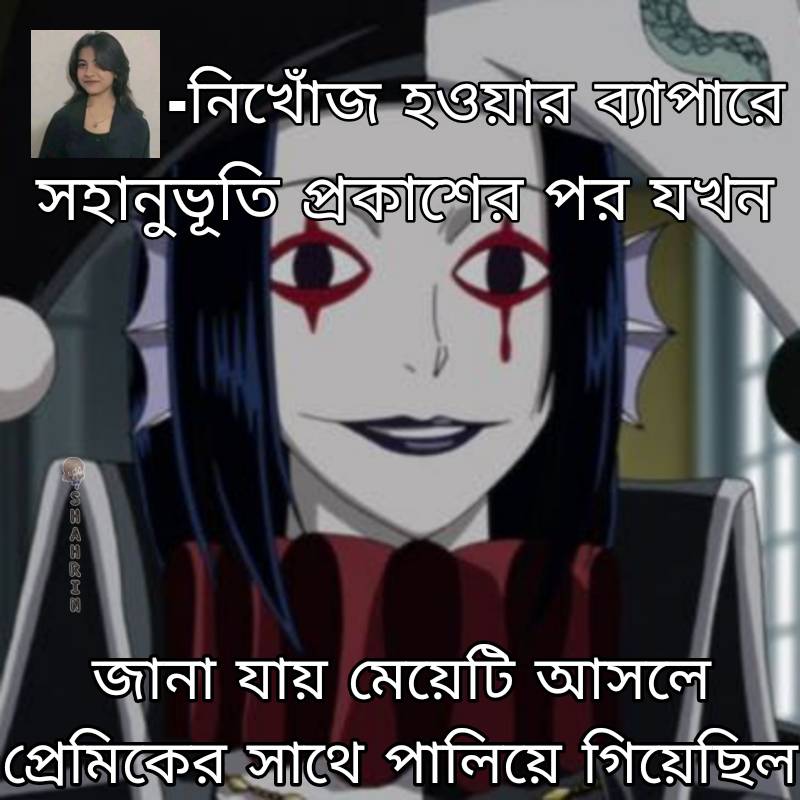 -নিখোঁজ হওয়ার ব্যাপারে
সহানুভূতি প্রকাশের পর যখন
SHAHRIN
জানা যায় মেয়েটি আসলে
প্রেমিকের সাথে পালিয়ে গিয়েছিল